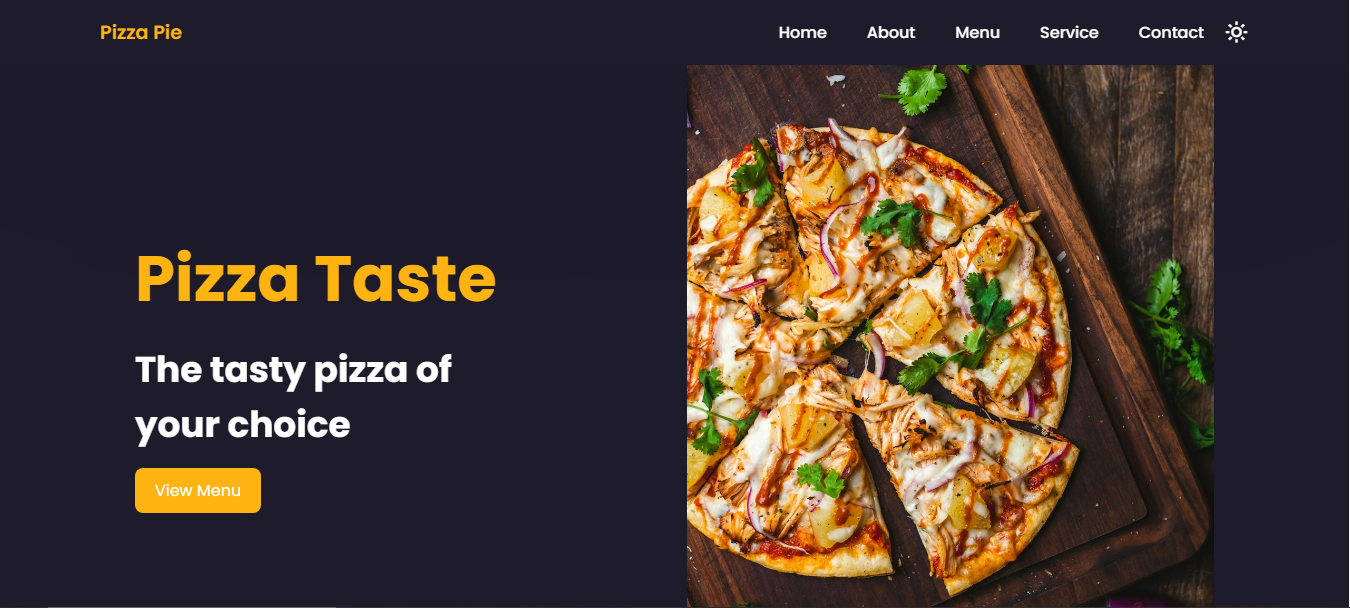 Pizza Pie
Home About Menu Service Contact
Pizza Taste
The tasty pizza of
your choice
View Menu